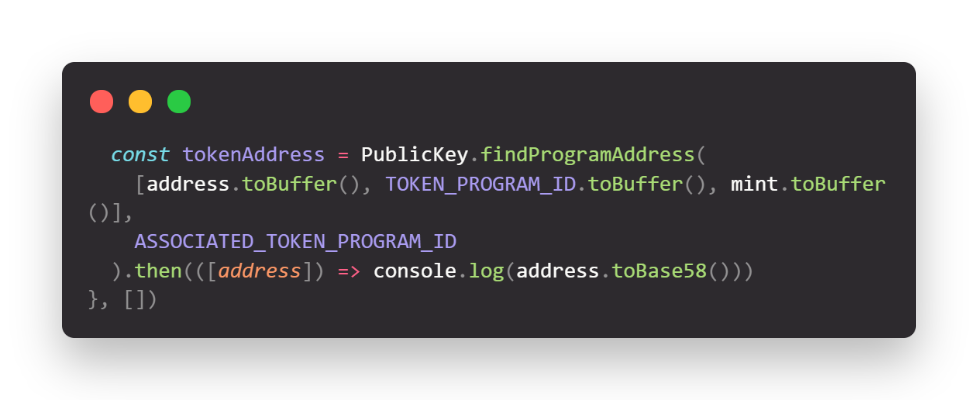 const tokenAddress = PublicKey.findProgramAddress(
[address.toBuffer(), TOKEN_PROGRAM_ID.toBuffer(), mint.toBuffer
()],
ASSOCIATED_TOKEN_PROGRAM_ID
).then(([address]) => console.log(address.toBase58()))
}, [])